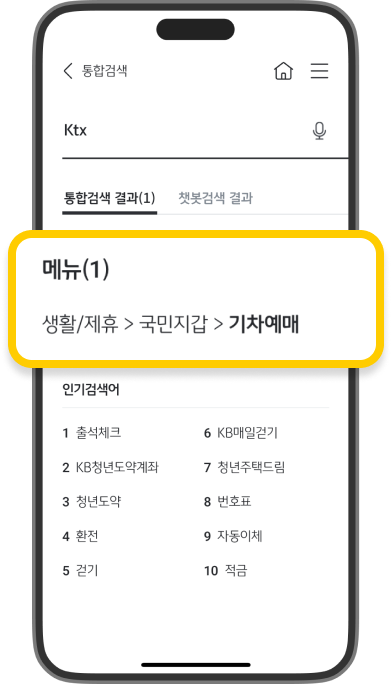 통합검색
Ktx
통합검색 결과(1) 챗봇검색 결과
메뉴(1)
생활/제휴 > 국민지갑 > 기차예매
인기검색어
1 출석체크
6 KB매일걷기
2 KB청년도약계좌
7 청년주택드림
3 청년도약
8 번호표
4 환전
9 자동이체
5 걷기
10 적금